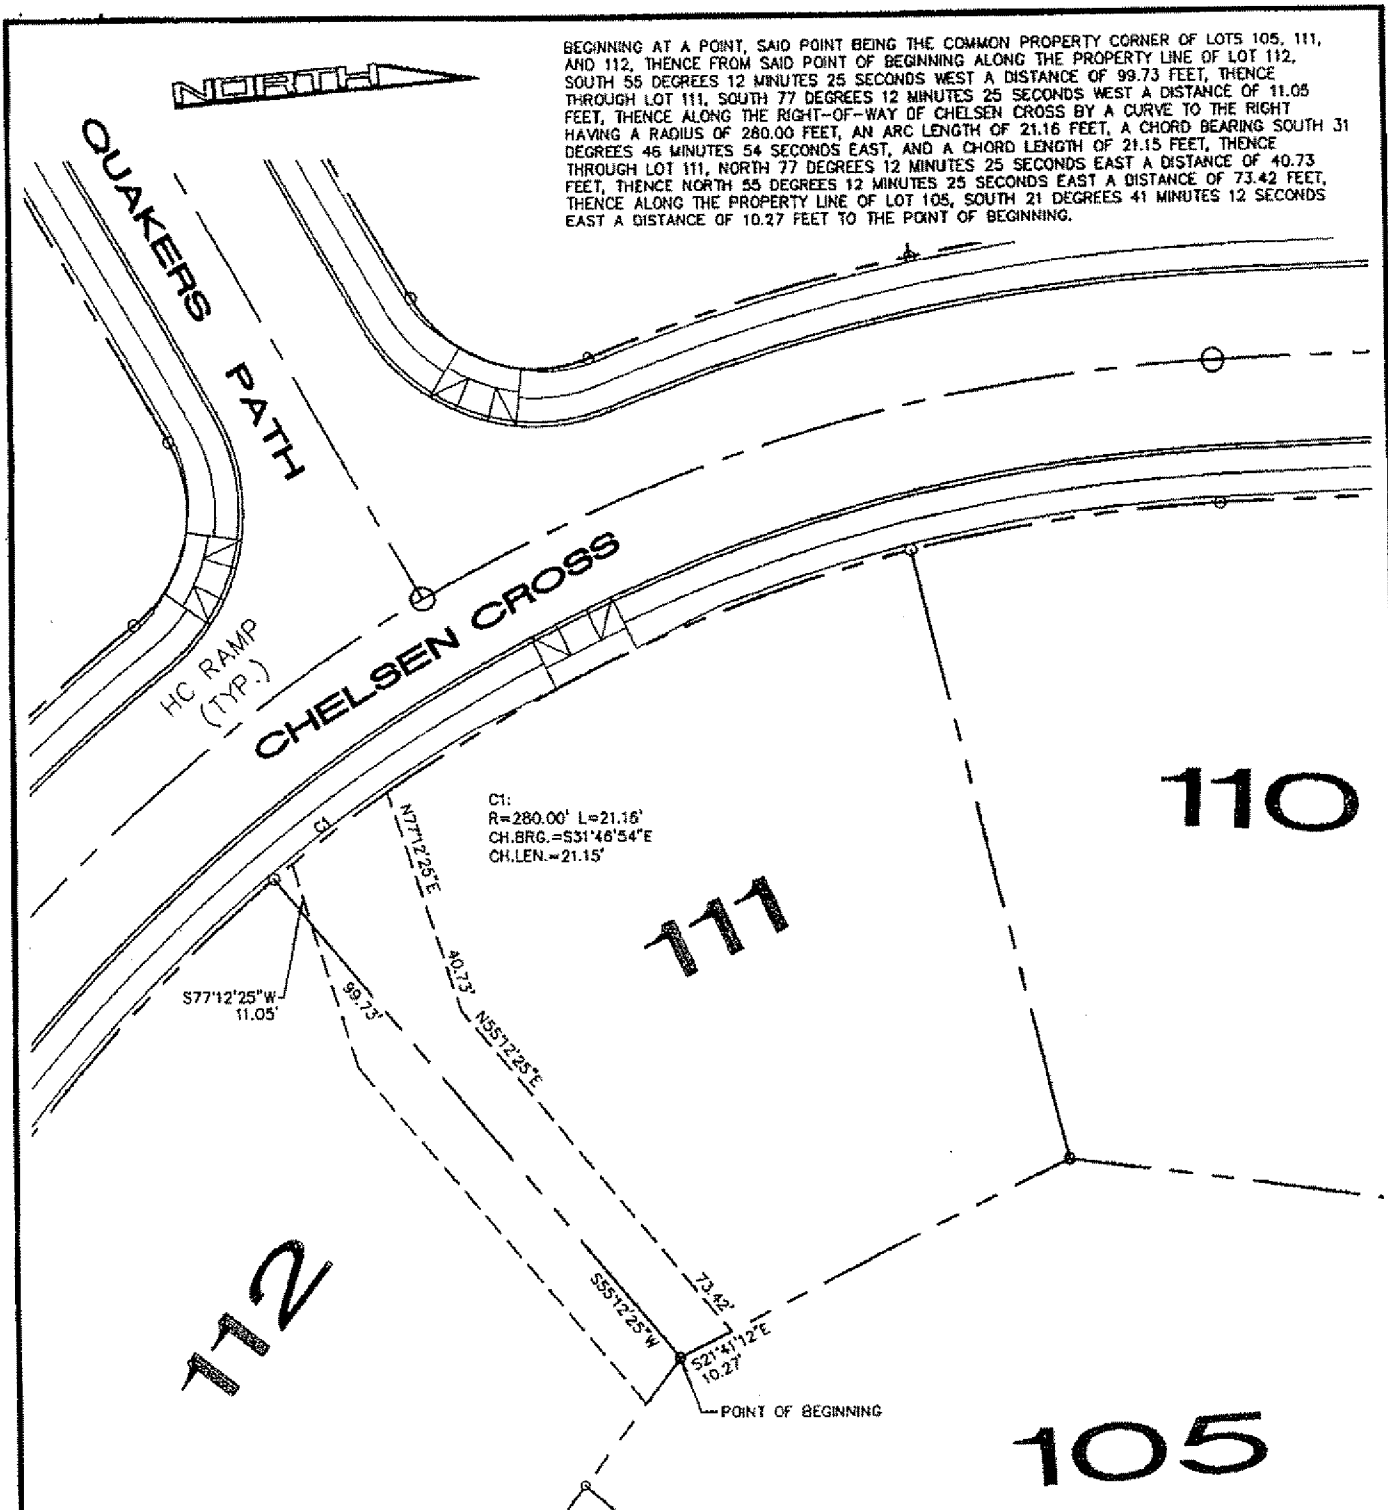 BEGINNING AT A POINT, SAID POINT BEING THE COMMON PROPERTY CORNER OF LOTS 105, 111,
AND 112, THENCE FROM SAID POINT OF BEGINNING ALONG THE PROPERTY LINE OF LOT 112,
SOUTH 55 DEGREES 12 MINUTES 25 SECONDS WEST A DISTANCE OF 99.73 FEET, THENCE
THROUGH LOT 111, SOUTH 77 DEGREES 12 MINUTES 25 SECONDS WEST A DISTANCE OF 11.05
FEET, THENCE ALONG THE RIGHT-OF-WAY OF CHELSEN CROSS BY A CURVE TO THE RIGHT
HAVING A RADIUS OF 280.00 FEET, AN ARC LENGTH OF 21.16 FEET, A CHORD BEARING SOUTH 31
DEGREES 46 MINUTES 54 SECONDS EAST, AND A CHORD LENGTH OF 21.15 FEET, THENCE
THROUGH LOT 111, NORTH 77 DEGREES 12 MINUTES 25 SECONDS EAST A DISTANCE OF 40.73
FEET, THENCE NORTH 55 DEGREES 12 MINUTES 25 SECONDS EAST A DISTANCE OF 73.42 FEET,
THENCE ALONG THE PROPERTY LINE OF LOT 105, SOUTH 21 DEGREES 41 MINUTES 12 SECONDS
EAST A DISTANCE OF 10.27 FEET TO THE POINT OF BEGINNING.
NORTH
QUAKERS PATH
CHELSEN CROSS
HC RAMP
(TYP.)
C1
C1:
R=280.00' L=21.16'
CH.BRG.=S31°46'54"E
CH.LEN.=21.15'
110
111
N77°12'25"E
40.73'
S77°12'25"W
11.05'
99.73'
N55°12'25"E
73.42'
S55°12'25"W
S21°41'12"E
10.27'
POINT OF BEGINNING
112
105